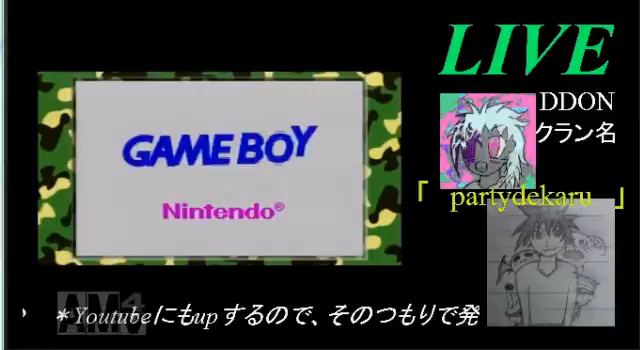 LIVE
GAME BOY
Nintendo®
DDON
クラン名
「 partydekaru 」
*Youtubeにもupするので、そのつもりで発
AM4